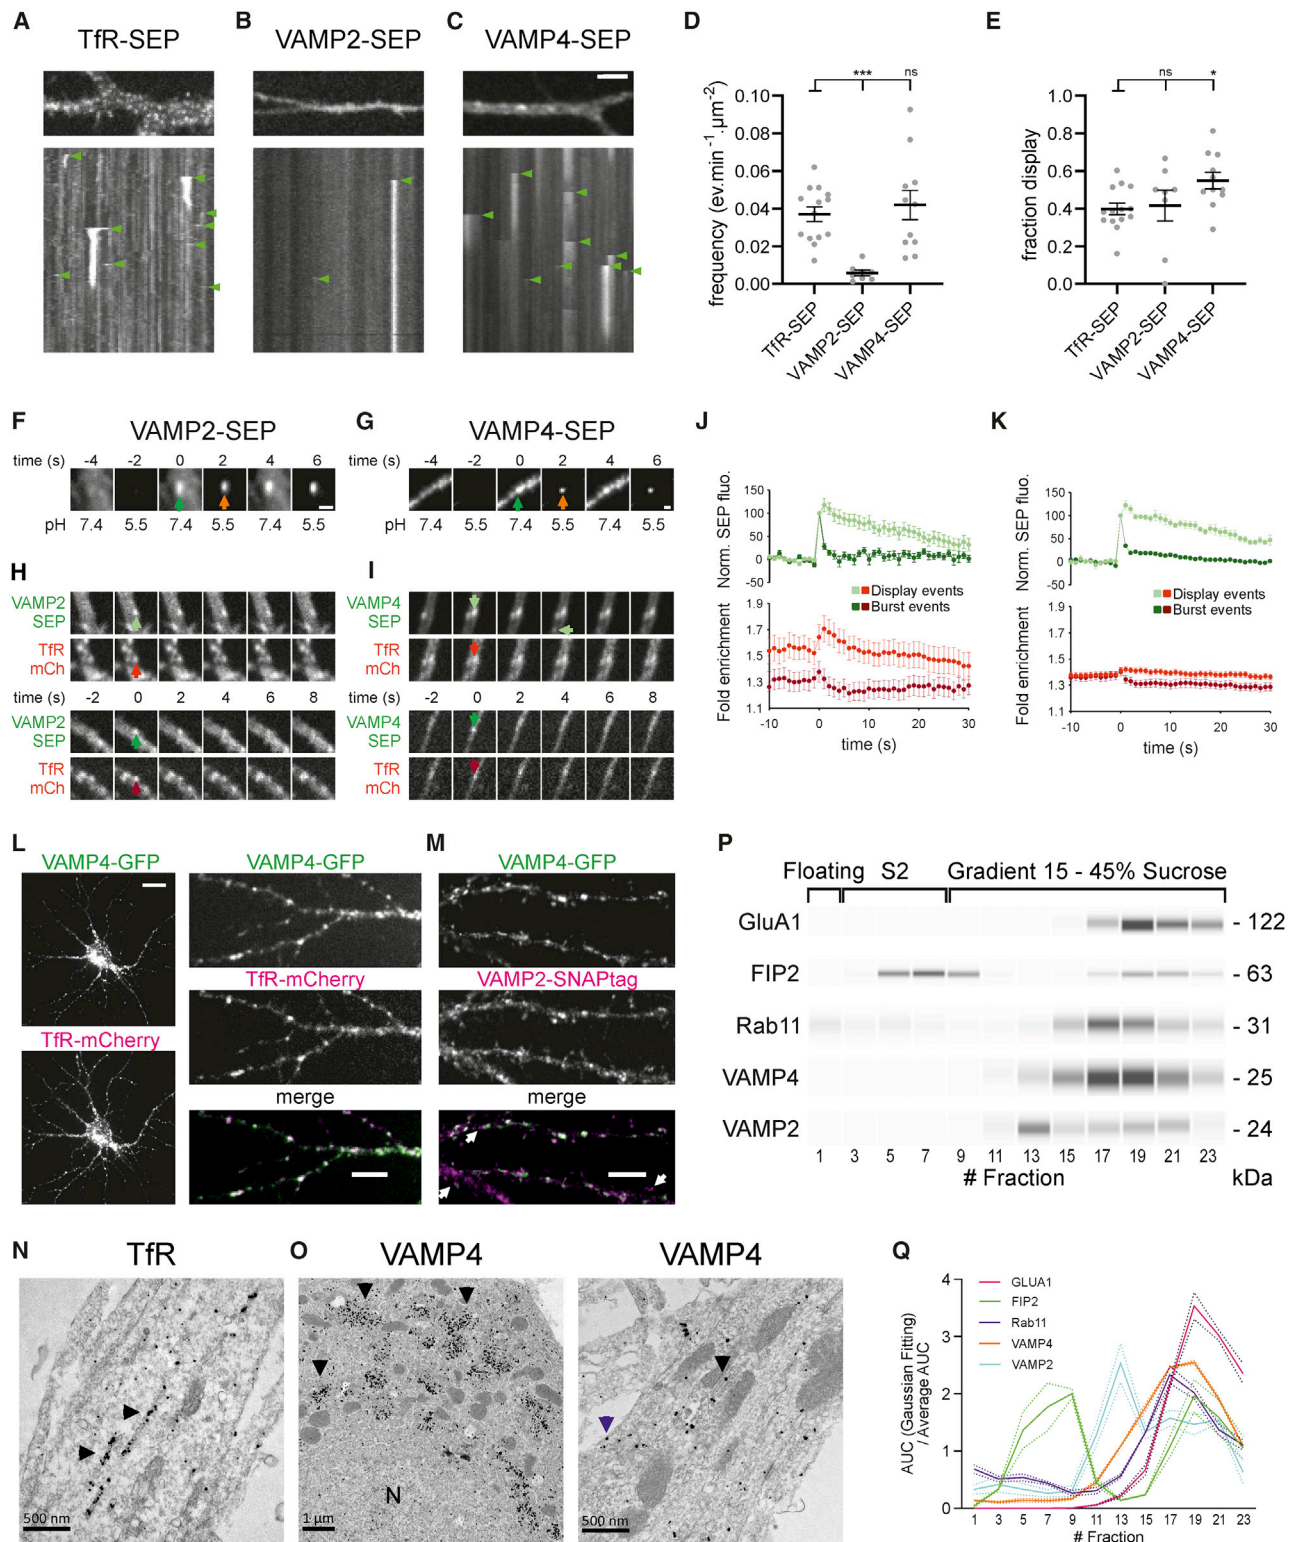 A
TfR-SEP
B
VAMP2-SEP
C
VAMP4-SEP
D
frequency (ev.min⁻¹.µm⁻²)
0.10
0.08
0.06
0.04
0.02
0.00
***
ns
TfR-SEP
VAMP2-SEP
VAMP4-SEP
E
fraction display
1.0
0.8
0.6
0.4
0.2
0.0
ns
*
TfR-SEP
VAMP2-SEP
VAMP4-SEP
F
VAMP2-SEP
time (s) -4 -2 0 2 4 6
pH 7.4 5.5 7.4 5.5 7.4 5.5
G
VAMP4-SEP
time (s) -4 -2 0 2 4 6
pH 7.4 5.5 7.4 5.5 7.4 5.5
H
VAMP2
SEP
TfR
mCh
time (s) -2 0 2 4 6 8
VAMP2
SEP
TfR
mCh
I
VAMP4
SEP
TfR
mCh
time (s) -2 0 2 4 6 8
VAMP4
SEP
TfR
mCh
J
Norm. SEP fluo.
150
100
50
0
-50
Display events
Burst events
Fold enrichment
1.9
1.7
1.5
1.3
1.1
-10 0 10 20 30
time (s)
K
Norm. SEP fluo.
150
100
50
0
-50
Display events
Burst events
Fold enrichment
1.9
1.7
1.5
1.3
1.1
-10 0 10 20 30
time (s)
L
VAMP4-GFP
TfR-mCherry
VAMP4-GFP
TfR-mCherry
merge
M
VAMP4-GFP
VAMP2-SNAPtag
merge
P
Floating S2 Gradient 15 - 45% Sucrose
GluA1 - 122
FIP2 - 63
Rab11 - 31
VAMP4 - 25
VAMP2 - 24
1 3 5 7 9 11 13 15 17 19 21 23
# Fraction kDa
N
TfR
500 nm
O
VAMP4
N
1 µm
VAMP4
500 nm
Q
AUC (Gaussian Fitting)
/ Average AUC
4
3
2
1
0
GLUA1
FIP2
Rab11
VAMP4
VAMP2
1 3 5 7 9 11 13 15 17 19 21 23
# Fraction